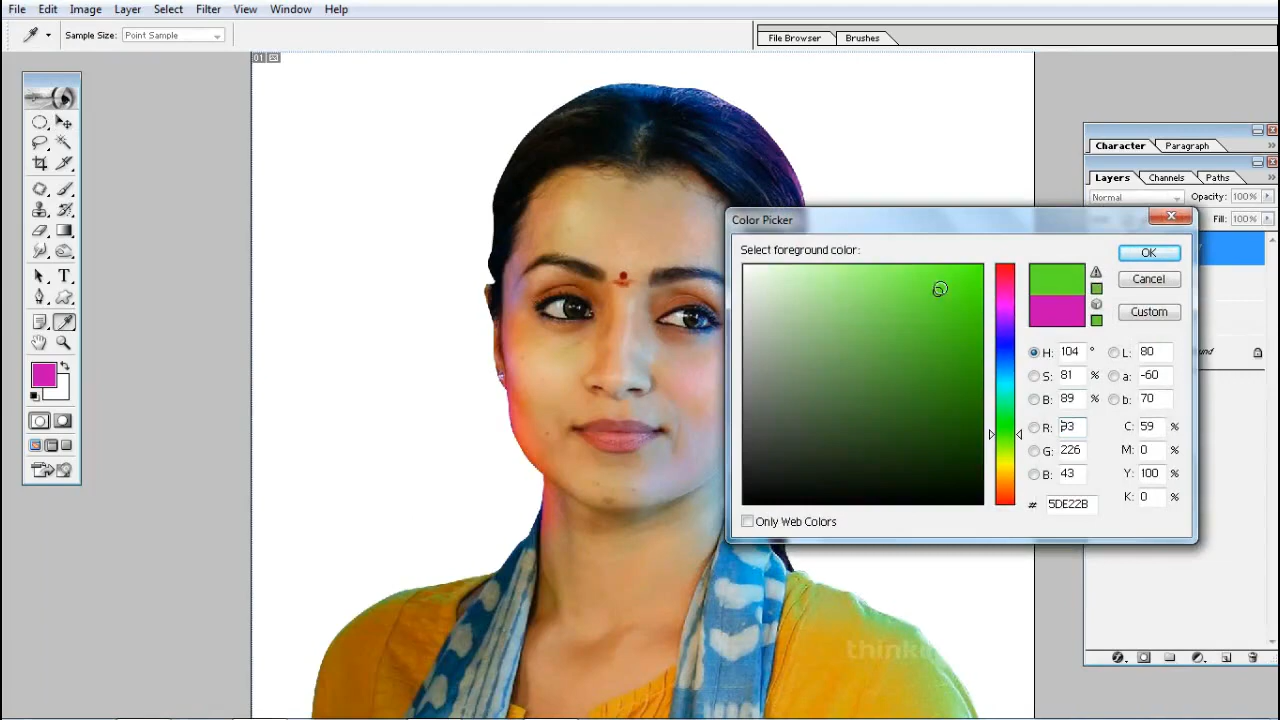 File Edit Image Layer Select Filter View Window Help
Sample Size: Point Sample
File Browser Brushes
01
Character Paragraph
Layers Channels Paths
Normal Opacity: 100%
Fill: 100%
Color Picker
Select foreground color:
OK
Cancel
Custom
H: 104 ° L: 80
S: 81 % a: -60
B: 89 % b: 70
R: 93 C: 59 %
G: 226 M: 0 %
B: 43 Y: 100 %
K: 0 %
# 5DE22B
Only Web Colors